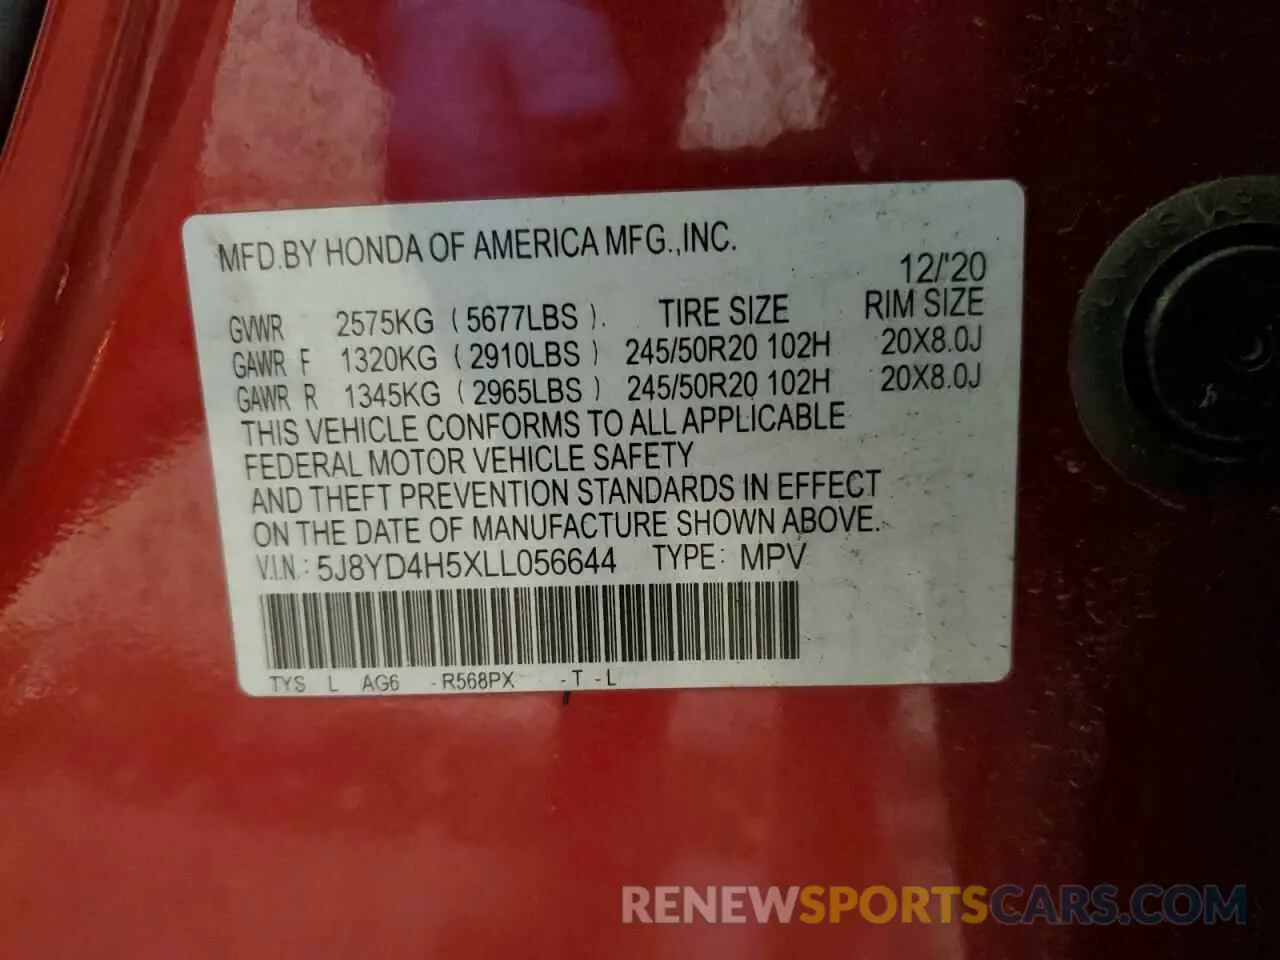 MFD.BY HONDA OF AMERICA MFG.,INC.
12/'20
GVWR 2575KG (5677LBS). TIRE SIZE RIM SIZE
GAWR F 1320KG (2910LBS) 245/50R20 102H 20X8.0J
GAWR R 1345KG (2965LBS) 245/50R20 102H 20X8.0J
THIS VEHICLE CONFORMS TO ALL APPLICABLE
FEDERAL MOTOR VEHICLE SAFETY
AND THEFT PREVENTION STANDARDS IN EFFECT
ON THE DATE OF MANUFACTURE SHOWN ABOVE.
V.I.N.: 5J8YD4H5XLL056644 TYPE: MPV
TYS L AG6 -R568PX -T -L
RENEWSPORTSCARS.COM